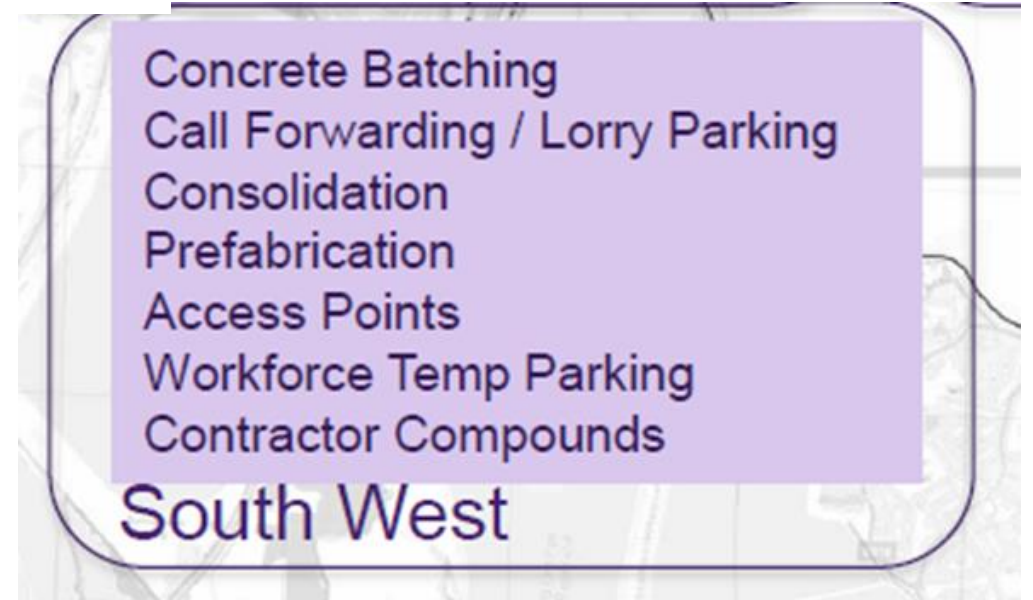 Concrete Batching
Call Forwarding / Lorry Parking
Consolidation
Prefabrication
Access Points
Workforce Temp Parking
Contractor Compounds
South West